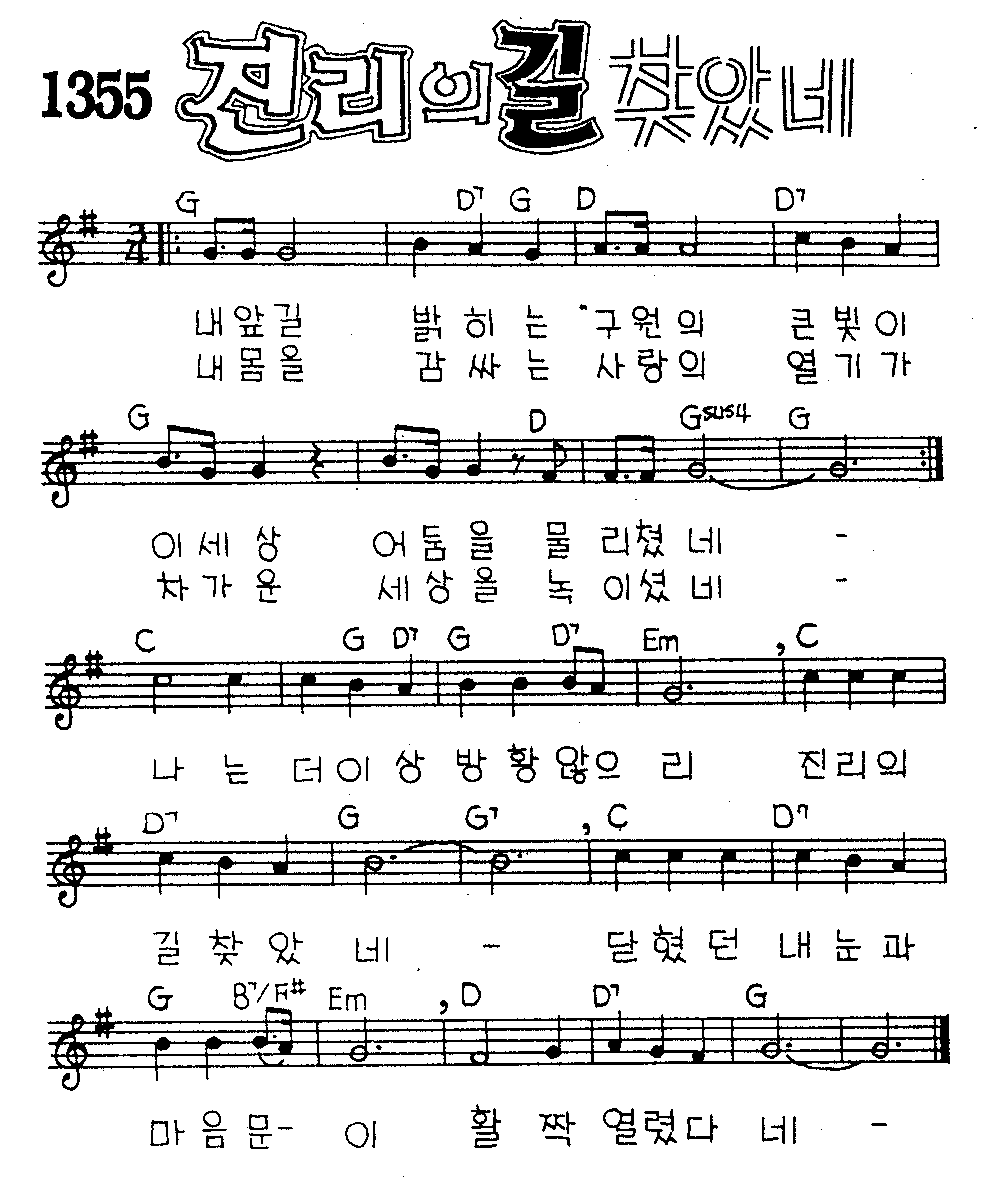 1355 진리의길 찾았네
G D7 G D D7
3/4
내앞길 밝히는 구원의 큰빛이
내몸을 감싸는 사랑의 열기가
G D Gsus4 G
이세상 어둠을 물리쳤네 -
차가운 세상을 녹이셨네 -
C G D7 G D7 Em , C
나는 더이상 방황않으리 진리의
D7 G G7 , C D7
길찾았네 - 닫혔던 내눈과
G B7/F# Em , D D7 G
마음문-이 활짝 열렸다네 -